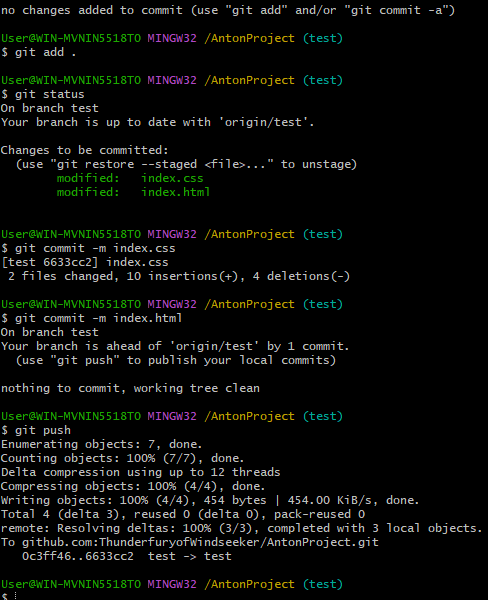 no changes added to commit (use "git add" and/or "git commit -a")
User@WIN-MVNIN5518TO MINGW32 /AntonProject (test)
$ git add .
User@WIN-MVNIN5518TO MINGW32 /AntonProject (test)
$ git status
On branch test
Your branch is up to date with 'origin/test'.
Changes to be committed:
  (use "git restore --staged <file>..." to unstage)
        modified:   index.css
        modified:   index.html
User@WIN-MVNIN5518TO MINGW32 /AntonProject (test)
$ git commit -m index.css
[test 6633cc2] index.css
 2 files changed, 10 insertions(+), 4 deletions(-)
User@WIN-MVNIN5518TO MINGW32 /AntonProject (test)
$ git commit -m index.html
On branch test
Your branch is ahead of 'origin/test' by 1 commit.
  (use "git push" to publish your local commits)
nothing to commit, working tree clean
User@WIN-MVNIN5518TO MINGW32 /AntonProject (test)
$ git push
Enumerating objects: 7, done.
Counting objects: 100% (7/7), done.
Delta compression using up to 12 threads
Compressing objects: 100% (4/4), done.
Writing objects: 100% (4/4), 454 bytes | 454.00 KiB/s, done.
Total 4 (delta 3), reused 0 (delta 0), pack-reused 0
remote: Resolving deltas: 100% (3/3), completed with 3 local objects.
To github.com:ThunderfuryofWindseeker/AntonProject.git
   0c3ff46..6633cc2  test -> test
User@WIN-MVNIN5518TO MINGW32 /AntonProject (test)
$